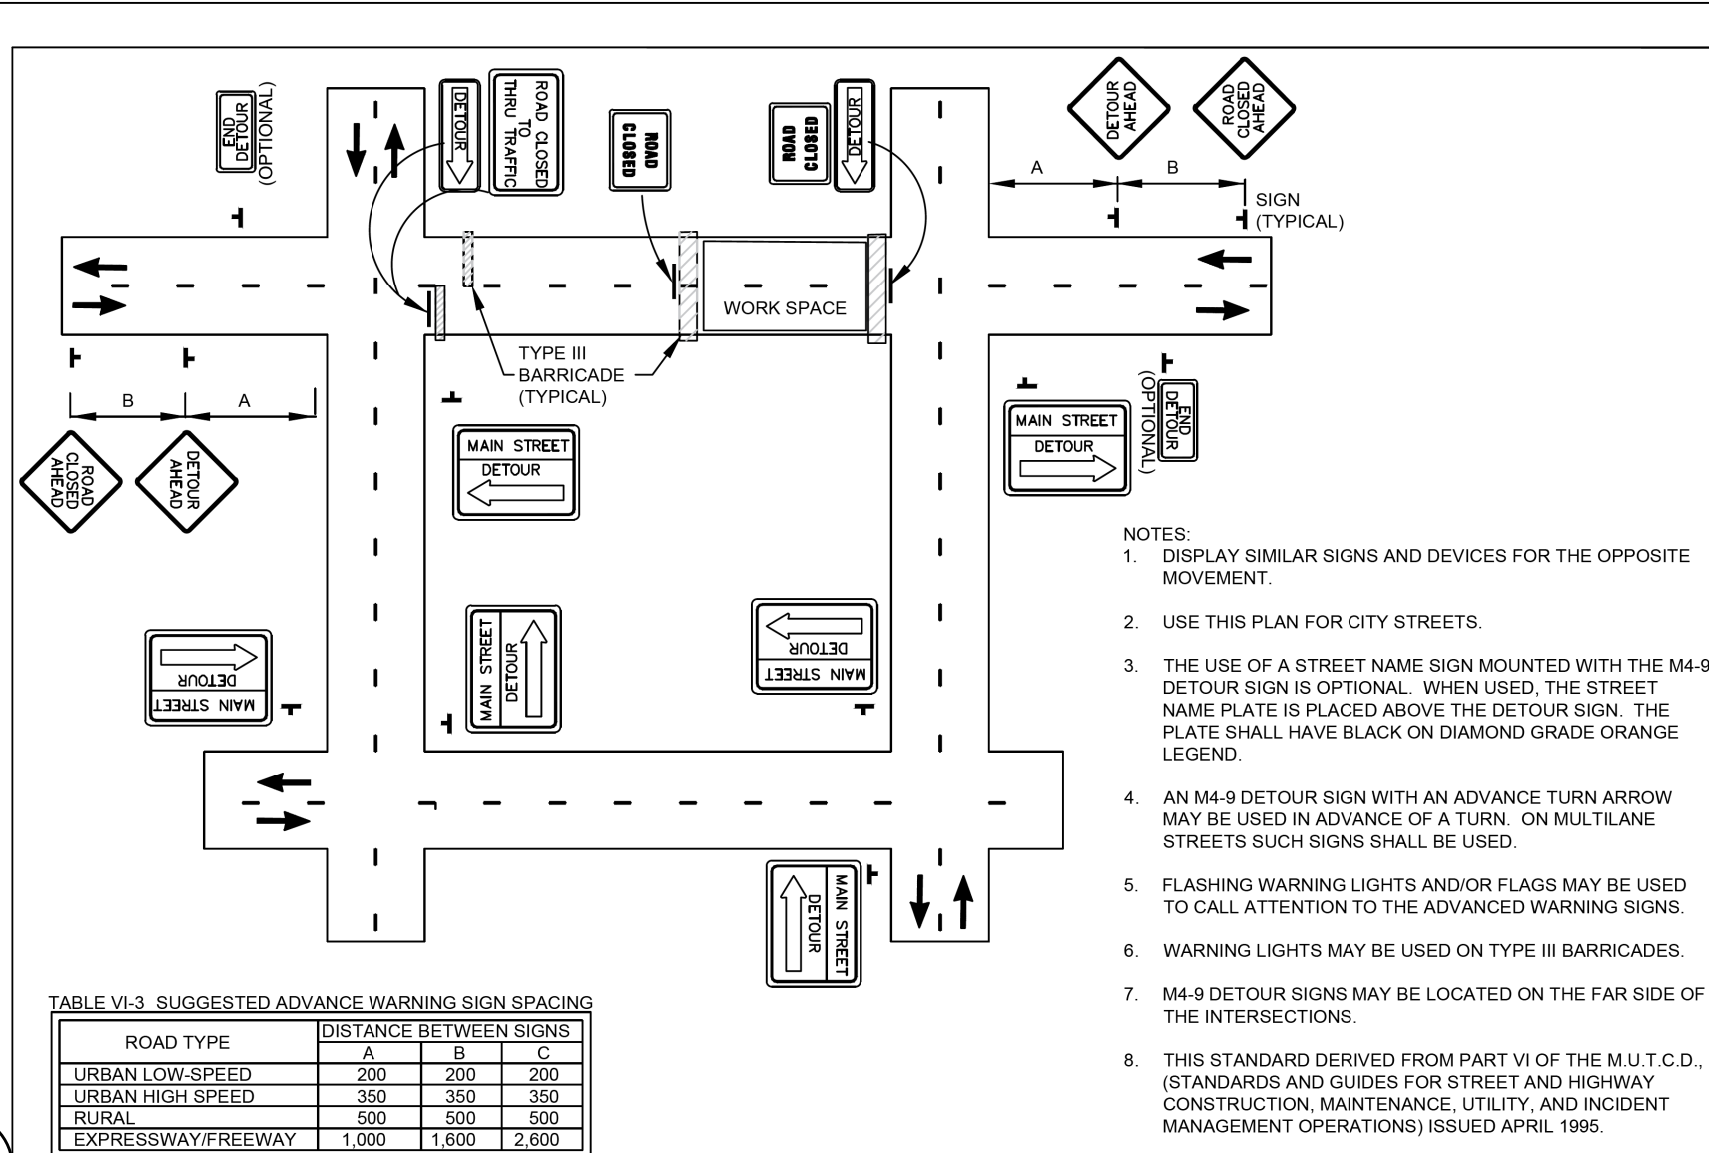 END
DETOUR
(OPTIONAL)
DETOUR
ROAD CLOSED
TO
THRU TRAFFIC
ROAD
CLOSED
ROAD
CLOSED
DETOUR
DETOUR
AHEAD
ROAD
CLOSED
AHEAD
A
B
SIGN
(TYPICAL)
WORK SPACE
TYPE III
BARRICADE
(TYPICAL)
B
A
ROAD
CLOSED
AHEAD
DETOUR
AHEAD
MAIN STREET
DETOUR
MAIN STREET
DETOUR
END
DETOUR
(OPTIONAL)
MAIN STREET
DETOUR
MAIN STREET
DETOUR
MAIN STREET
DETOUR
MAIN STREET
DETOUR
NOTES:
1. DISPLAY SIMILAR SIGNS AND DEVICES FOR THE OPPOSITE
MOVEMENT.
2. USE THIS PLAN FOR CITY STREETS.
3. THE USE OF A STREET NAME SIGN MOUNTED WITH THE M4-9
DETOUR SIGN IS OPTIONAL. WHEN USED, THE STREET
NAME PLATE IS PLACED ABOVE THE DETOUR SIGN. THE
PLATE SHALL HAVE BLACK ON DIAMOND GRADE ORANGE
LEGEND.
4. AN M4-9 DETOUR SIGN WITH AN ADVANCE TURN ARROW
MAY BE USED IN ADVANCE OF A TURN. ON MULTILANE
STREETS SUCH SIGNS SHALL BE USED.
5. FLASHING WARNING LIGHTS AND/OR FLAGS MAY BE USED
TO CALL ATTENTION TO THE ADVANCED WARNING SIGNS.
6. WARNING LIGHTS MAY BE USED ON TYPE III BARRICADES.
7. M4-9 DETOUR SIGNS MAY BE LOCATED ON THE FAR SIDE OF
THE INTERSECTIONS.
8. THIS STANDARD DERIVED FROM PART VI OF THE M.U.T.C.D.,
(STANDARDS AND GUIDES FOR STREET AND HIGHWAY
CONSTRUCTION, MAINTENANCE, UTILITY, AND INCIDENT
MANAGEMENT OPERATIONS) ISSUED APRIL 1995.
TABLE VI-3 SUGGESTED ADVANCE WARNING SIGN SPACING
ROAD TYPE DISTANCE BETWEEN SIGNS
A B C
URBAN LOW-SPEED 200 200 200
URBAN HIGH SPEED 350 350 350
RURAL 500 500 500
EXPRESSWAY/FREEWAY 1,000 1,600 2,600